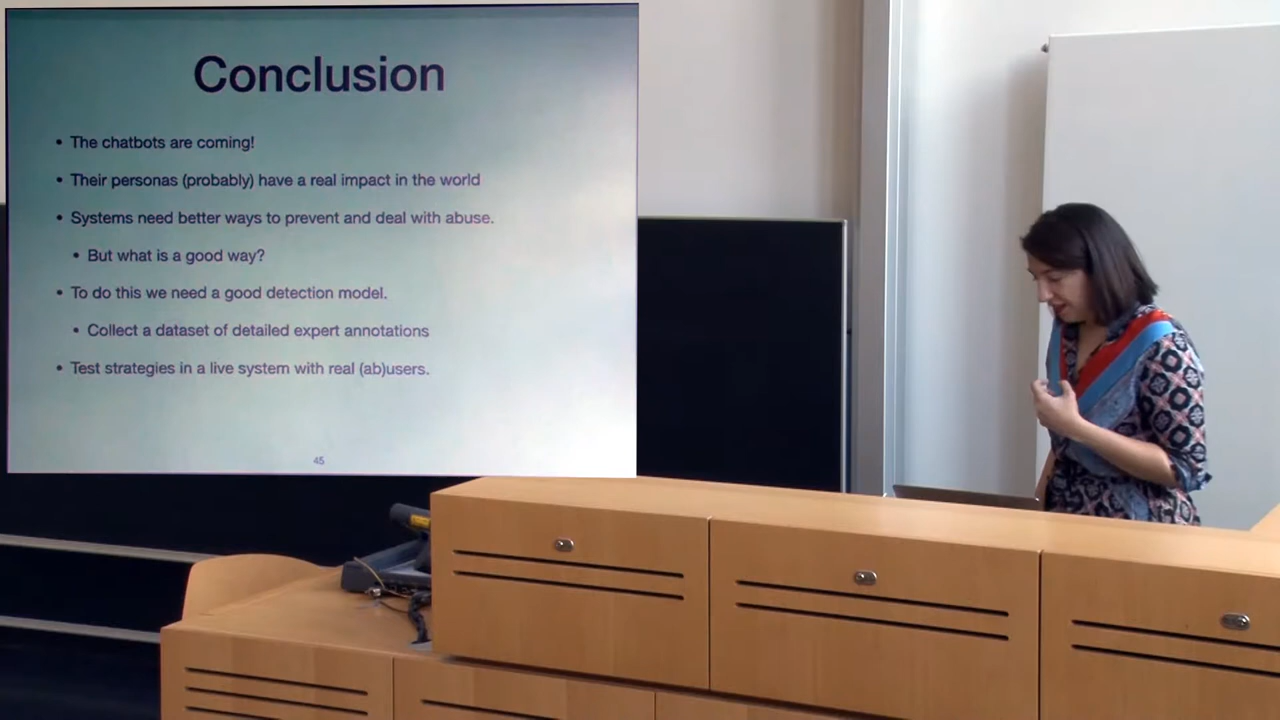 Conclusion
• The chatbots are coming!
• Their personas (probably) have a real impact in the world
• Systems need better ways to prevent and deal with abuse.
• But what is a good way?
• To do this we need a good detection model.
• Collect a dataset of detailed expert annotations
• Test strategies in a live system with real (ab)users.
45